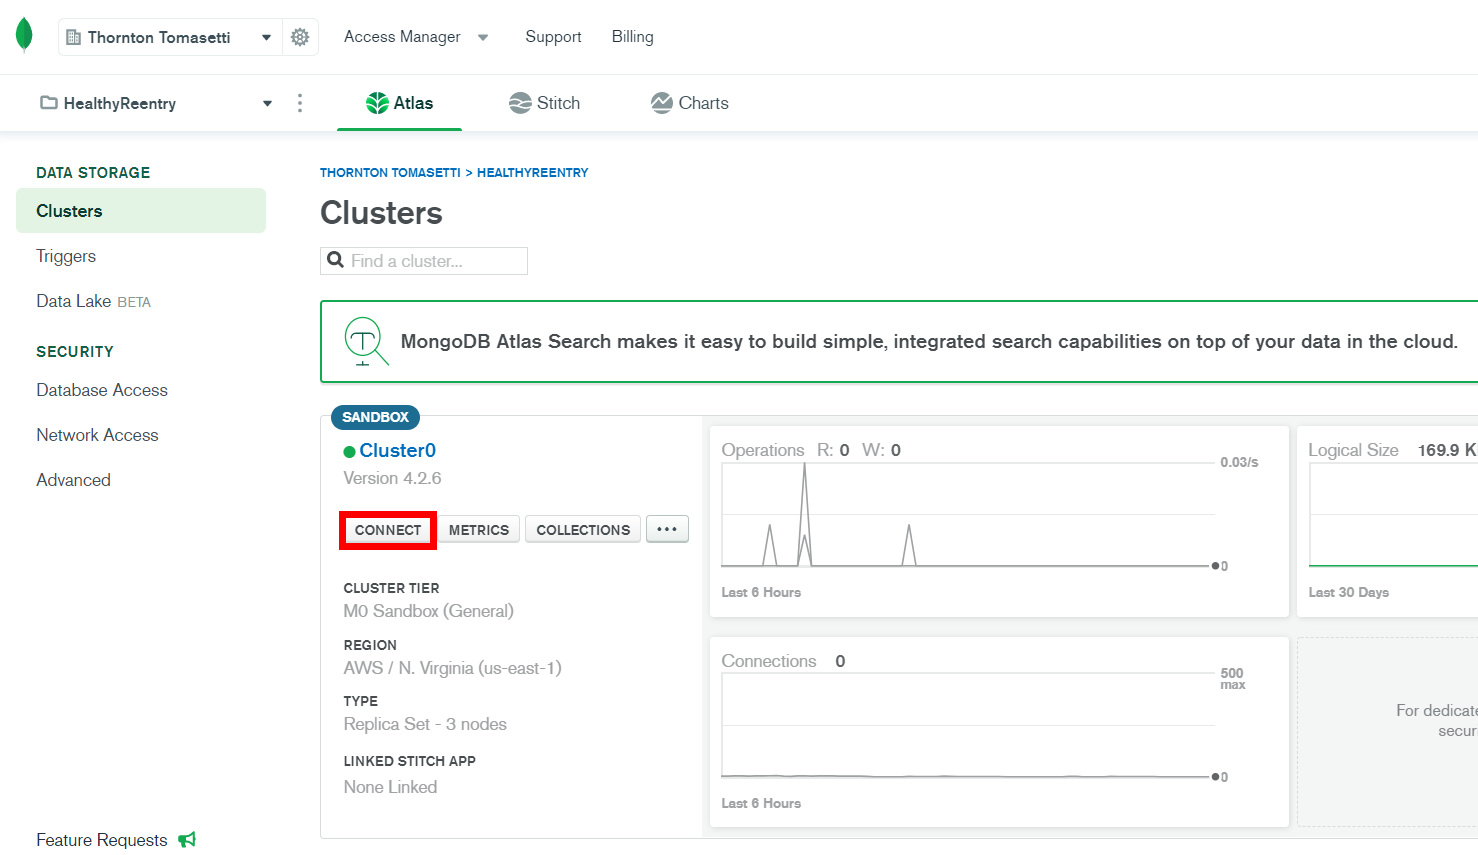 Thornton Tomasetti
Access Manager
Support
Billing
HealthyReentry
Atlas
Stitch
Charts
DATA STORAGE
Clusters
Triggers
Data Lake BETA
SECURITY
Database Access
Network Access
Advanced
Feature Requests
THORNTON TOMASETTI > HEALTHYREENTRY
Clusters
Find a cluster...
MongoDB Atlas Search makes it easy to build simple, integrated search capabilities on top of your data in the cloud.
SANDBOX
Cluster0
Version 4.2.6
CONNECT
METRICS
COLLECTIONS
CLUSTER TIER
M0 Sandbox (General)
REGION
AWS / N. Virginia (us-east-1)
TYPE
Replica Set - 3 nodes
LINKED STITCH APP
None Linked
Operations R: 0 W: 0
0.03/s
0
Last 6 Hours
Logical Size 169.9 K
Last 30 Days
Connections 0
500
max
0
Last 6 Hours
For dedicate
secur